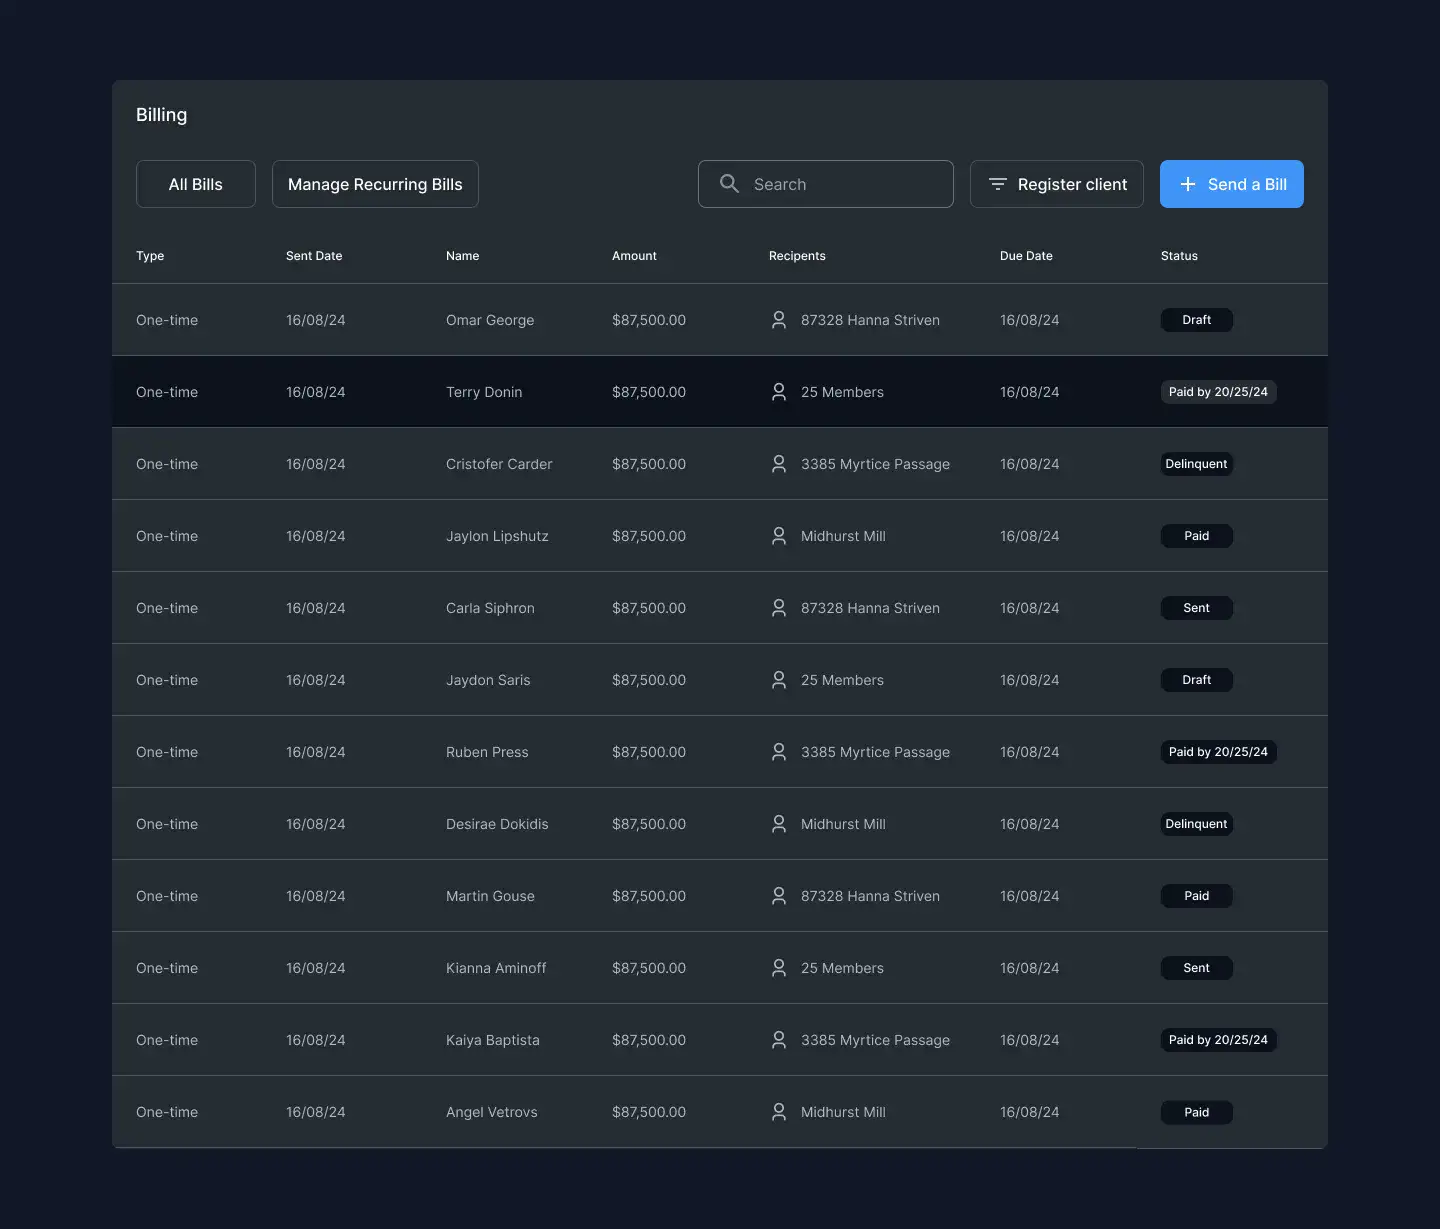 Billing
All Bills Manage Recurring Bills Search Register client Send a Bill
Type Sent Date Name Amount Recipents Due Date Status
One-time 16/08/24 Omar George $87,500.00 87328 Hanna Striven 16/08/24 Draft
One-time 16/08/24 Terry Donin $87,500.00 25 Members 16/08/24 Paid by 20/25/24
One-time 16/08/24 Cristofer Carder $87,500.00 3385 Myrtice Passage 16/08/24 Delinquent
One-time 16/08/24 Jaylon Lipshutz $87,500.00 Midhurst Mill 16/08/24 Paid
One-time 16/08/24 Carla Siphron $87,500.00 87328 Hanna Striven 16/08/24 Sent
One-time 16/08/24 Jaydon Saris $87,500.00 25 Members 16/08/24 Draft
One-time 16/08/24 Ruben Press $87,500.00 3385 Myrtice Passage 16/08/24 Paid by 20/25/24
One-time 16/08/24 Desirae Dokidis $87,500.00 Midhurst Mill 16/08/24 Delinquent
One-time 16/08/24 Martin Gouse $87,500.00 87328 Hanna Striven 16/08/24 Paid
One-time 16/08/24 Kianna Aminoff $87,500.00 25 Members 16/08/24 Sent
One-time 16/08/24 Kaiya Baptista $87,500.00 3385 Myrtice Passage 16/08/24 Paid by 20/25/24
One-time 16/08/24 Angel Vetrovs $87,500.00 Midhurst Mill 16/08/24 Paid